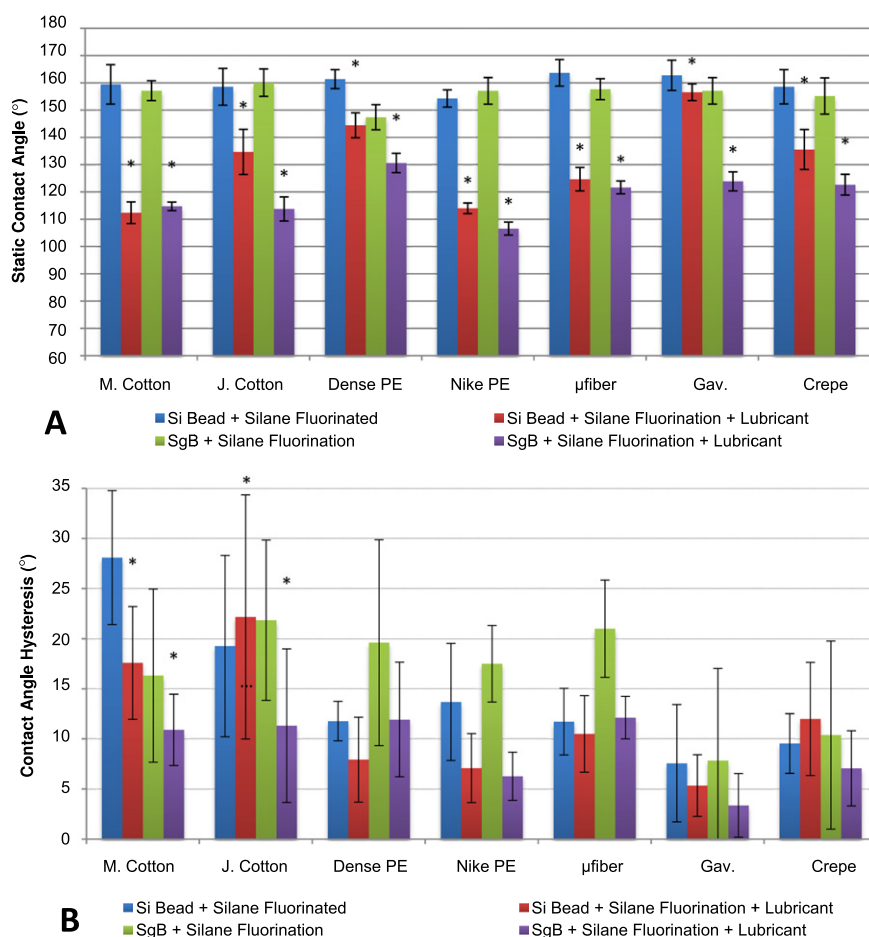 180
170
160
150
140
130
120
110
100
90
80
70
60
Static Contact Angle (°)
* * * * * * * * * * * * *
M. Cotton J. Cotton Dense PE Nike PE µfiber Gav. Crepe
A
Si Bead + Silane Fluorinated Si Bead + Silane Fluorination + Lubricant
SgB + Silane Fluorination SgB + Silane Fluorination + Lubricant
35
30
25
20
15
10
5
0
Contact Angle Hysteresis (°)
* * * *
...
M. Cotton J. Cotton Dense PE Nike PE µfiber Gav. Crepe
B
Si Bead + Silane Fluorinated Si Bead + Silane Fluorination + Lubricant
SgB + Silane Fluorination SgB + Silane Fluorination + Lubricant